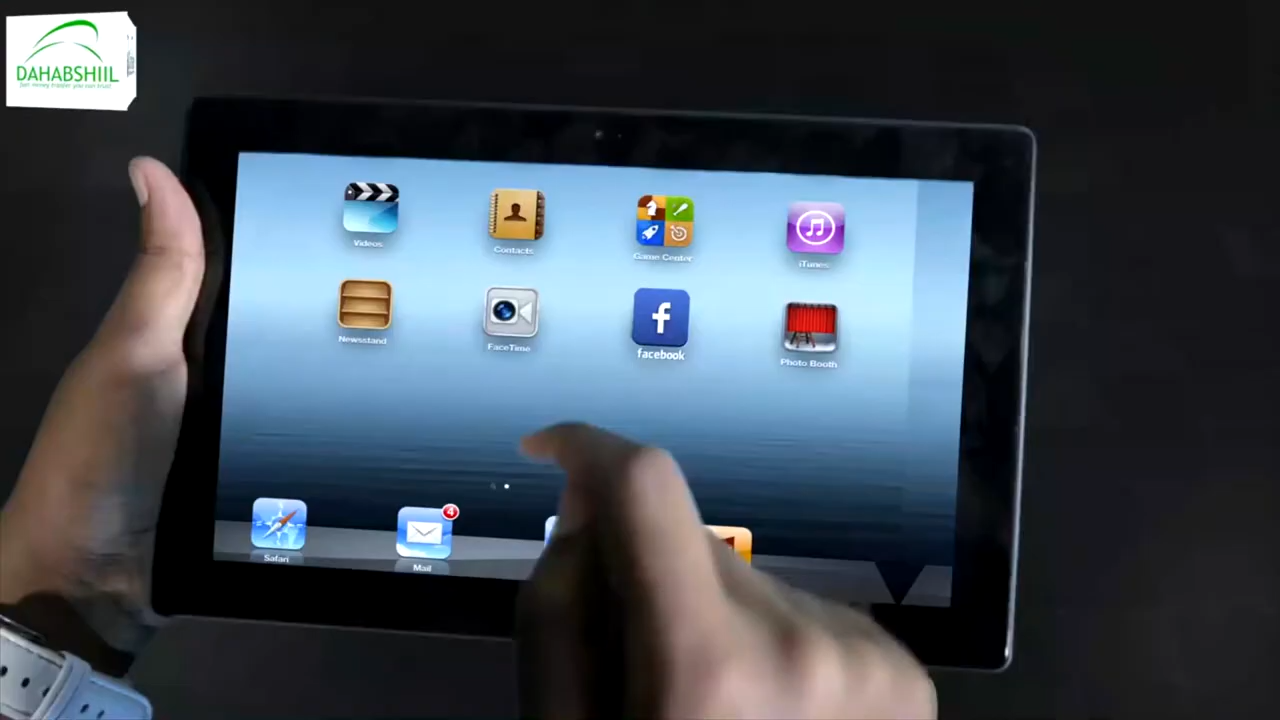 DAHABSHIIL
Videos
Contacts
Game Center
iTunes
Newsstand
FaceTime
facebook
Photo Booth
4
Safari
Mail